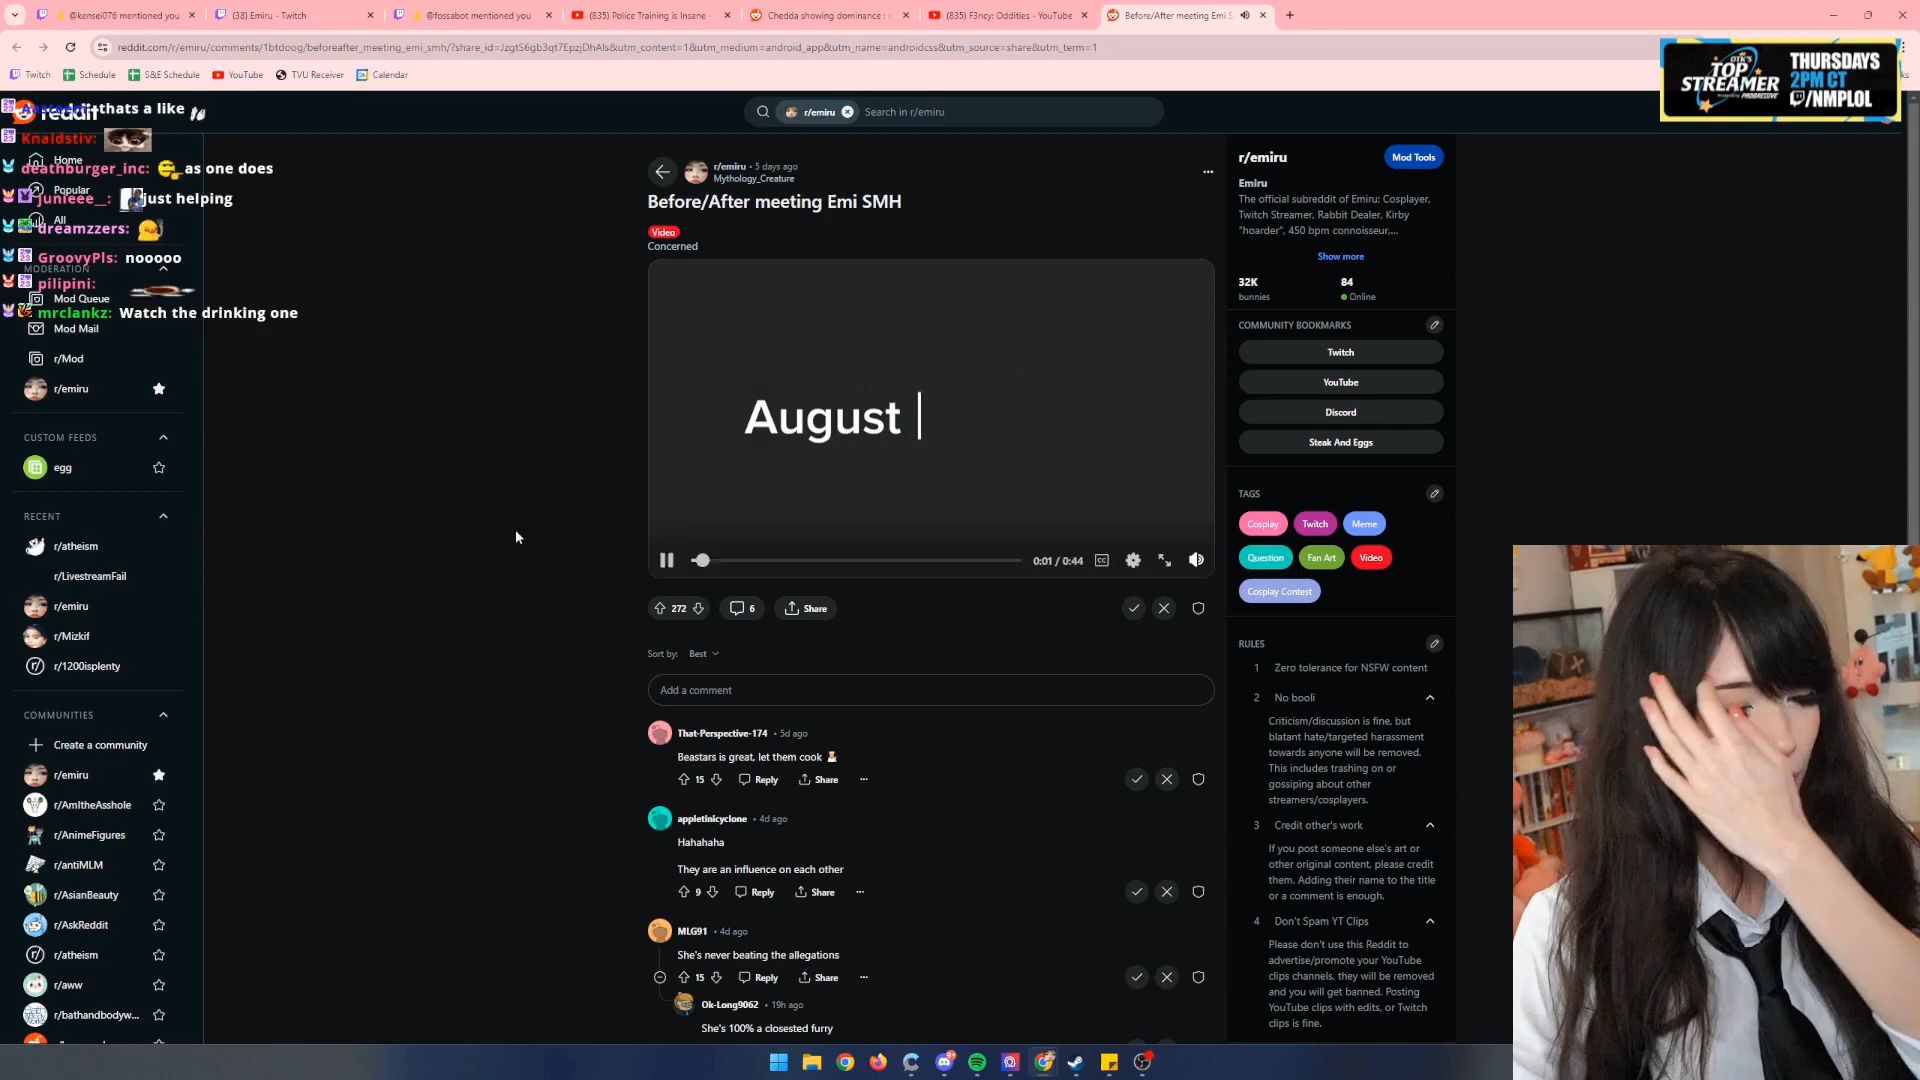 @kensei076 mentioned you
(38) Emiru - Twitch
@fossabot mentioned you
(835) Police Training is Insane -
Chedda showing dominance : r
(835) F3ncy: Oddities - YouTube
Before/After meeting Emi S
reddit.com/r/emiru/comments/1btdoog/beforeafter_meeting_emi_smh/?share_id=JzgtS6gb3qt7EpzjDhAIs&utm_content=1&utm_medium=android_app&utm_name=androidcss&utm_source=share&utm_term=1
Twitch
Schedule
S&E Schedule
YouTube
TVU Receiver
Calendar
OTK'S
TOP
STREAMER
PROGRESSIVE
THURSDAYS
2PM CT
/NMPLOL
reddit
thats a like
Knaldstiv:
deathburger_inc: as one does
junieee__: just helping
dreamzzers:
GroovyPls: nooooo
pilipini:
mrclankz: Watch the drinking one
Home
Popular
All
MODERATION
Mod Queue
Mod Mail
r/Mod
r/emiru
CUSTOM FEEDS
egg
RECENT
r/atheism
r/LivestreamFail
r/emiru
r/Mizkif
r/1200isplenty
COMMUNITIES
Create a community
r/emiru
r/AmItheAsshole
r/AnimeFigures
r/antiMLM
r/AsianBeauty
r/AskReddit
r/atheism
r/aww
r/bathandbodyw...
r/emiru
Search in r/emiru
r/emiru • 5 days ago
Mythology_Creature
Before/After meeting Emi SMH
Video
Concerned
August
0:01 / 0:44
CC
272
6
Share
Sort by: Best
Add a comment
That-Perspective-174 • 5d ago
Beastars is great, let them cook
15 Reply Share
appletinicyclone • 4d ago
Hahahaha
They are an influence on each other
9 Reply Share
MLG91 • 4d ago
She's never beating the allegations
15 Reply Share
Ok-Long9062 • 19h ago
She's 100% a closested furry
r/emiru
Mod Tools
Emiru
The official subreddit of Emiru: Cosplayer,
Twitch Streamer, Rabbit Dealer, Kirby
"hoarder", 450 bpm connoisseur,...
Show more
32K
bunnies
84
Online
COMMUNITY BOOKMARKS
Twitch
YouTube
Discord
Steak And Eggs
TAGS
Cosplay
Twitch
Meme
Question
Fan Art
Video
Cosplay Contest
RULES
1 Zero tolerance for NSFW content
2 No booli
Criticism/discussion is fine, but
blatant hate/targeted harassment
towards anyone will be removed.
This includes trashing on or
gossiping about other
streamers/cosplayers.
3 Credit other's work
If you post someone else's art or
other original content, please credit
them. Adding their name to the title
or a comment is enough.
4 Don't Spam YT Clips
Please don't use this Reddit to
advertise/promote your YouTube
clips channels, they will be removed
and you will get banned. Posting
YouTube clips with edits, or Twitch
clips is fine.